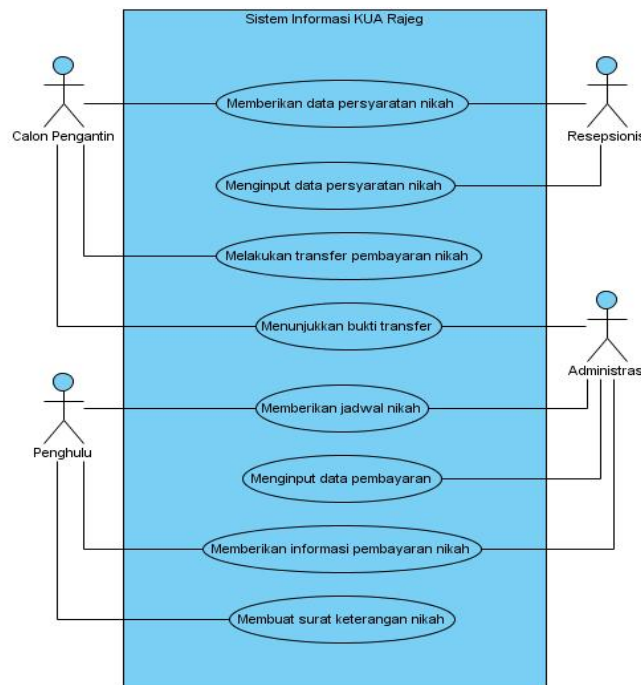 Sistem Informasi KUA Rajeg
Memberikan data persyaratan nikah
Calon Pengantin
Resepsionis
Menginput data persyaratan nikah
Melakukan transfer pembayaran nikah
Menunjukkan bukti transfer
Administrasi
Memberikan jadwal nikah
Penghulu
Menginput data pembayaran
Memberikan informasi pembayaran nikah
Membuat surat keterangan nikah